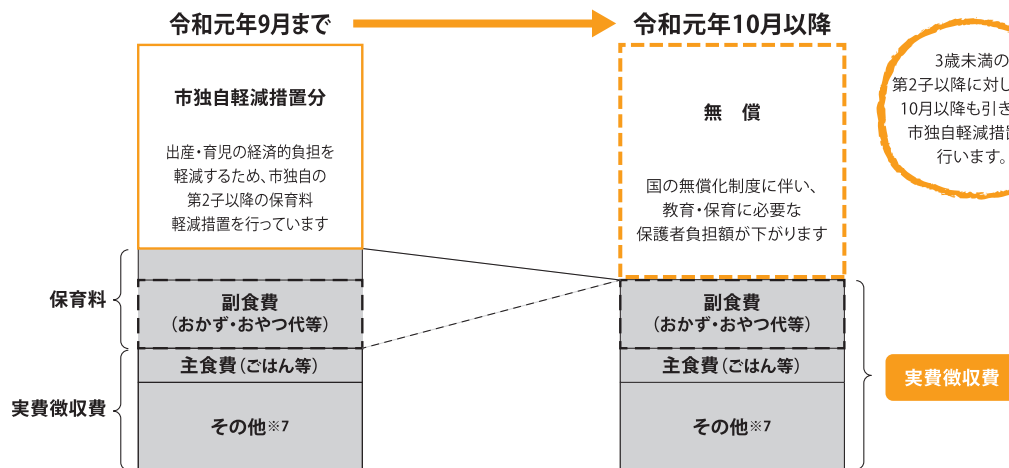 令和元年9月まで
令和元年10月以降
市独自軽減措置分
出産・育児の経済的負担を
軽減するため、市独自の
第2子以降の保育料
軽減措置を行っています
無 償
国の無償化制度に伴い、
教育・保育に必要な
保護者負担額が下がります
3歳未満の
第2子以降に対し
10月以降も引き
市独自軽減措置
行います。
保育料
副食費
(おかず・おやつ代等)
主食費(ごはん等)
実費徴収費
その他※7
副食費
(おかず・おやつ代等)
主食費(ごはん等)
その他※7
実費徴収費